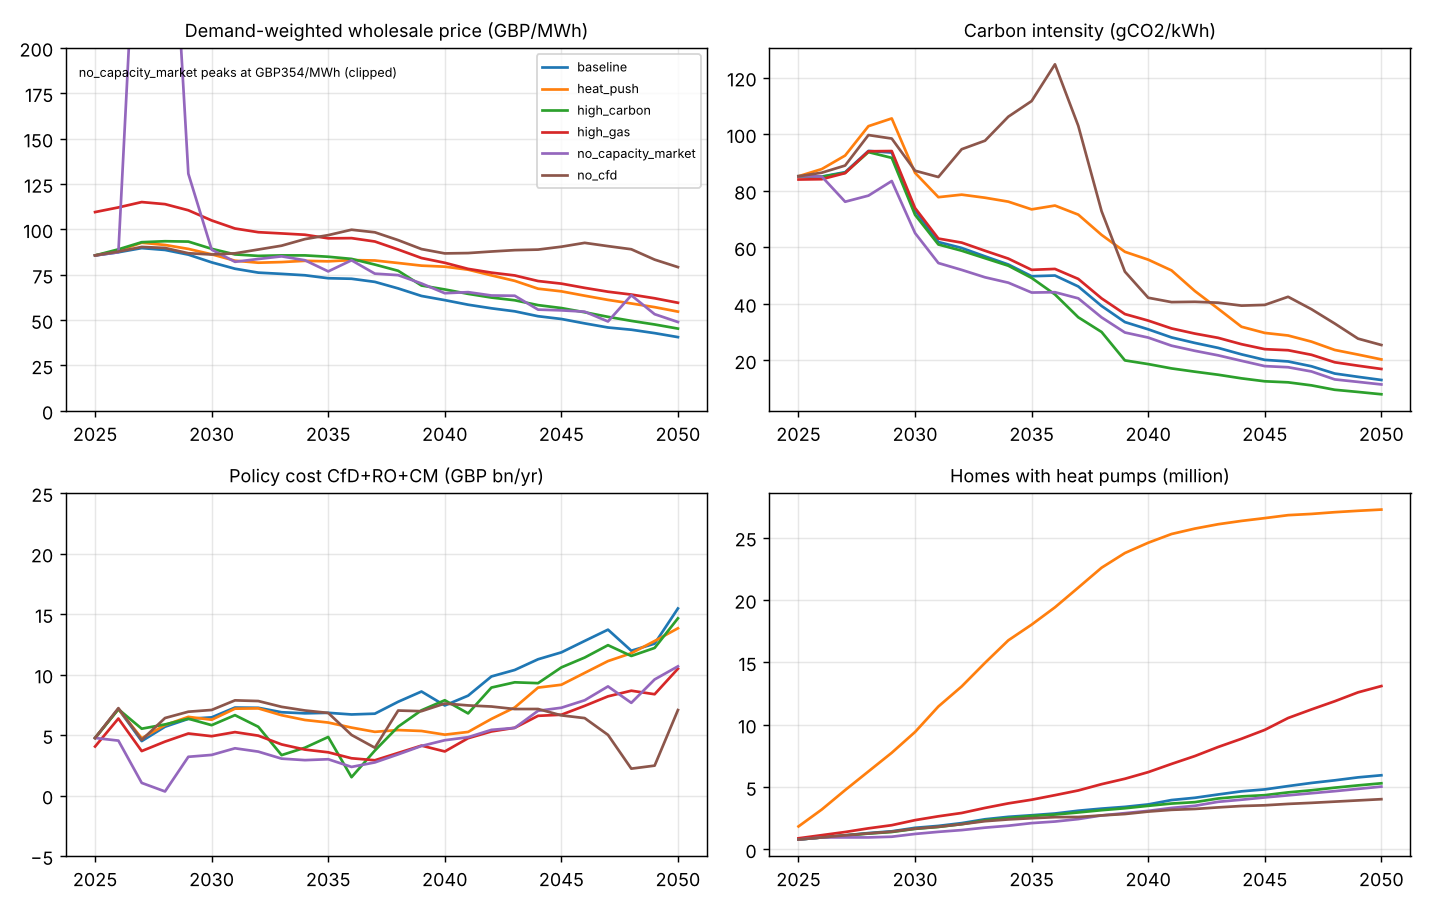 Demand-weighted wholesale price (GBP/MWh)
200
175
150
125
100
75
50
25
0
no_capacity_market peaks at GBP354/MWh (clipped)
baseline
heat_push
high_carbon
high_gas
no_capacity_market
no_cfd
2025 2030 2035 2040 2045 2050
Carbon intensity (gCO2/kWh)
120
100
80
60
40
20
2025 2030 2035 2040 2045 2050
Policy cost CfD+RO+CM (GBP bn/yr)
25
20
15
10
5
0
−5
2025 2030 2035 2040 2045 2050
Homes with heat pumps (million)
25
20
15
10
5
0
2025 2030 2035 2040 2045 2050